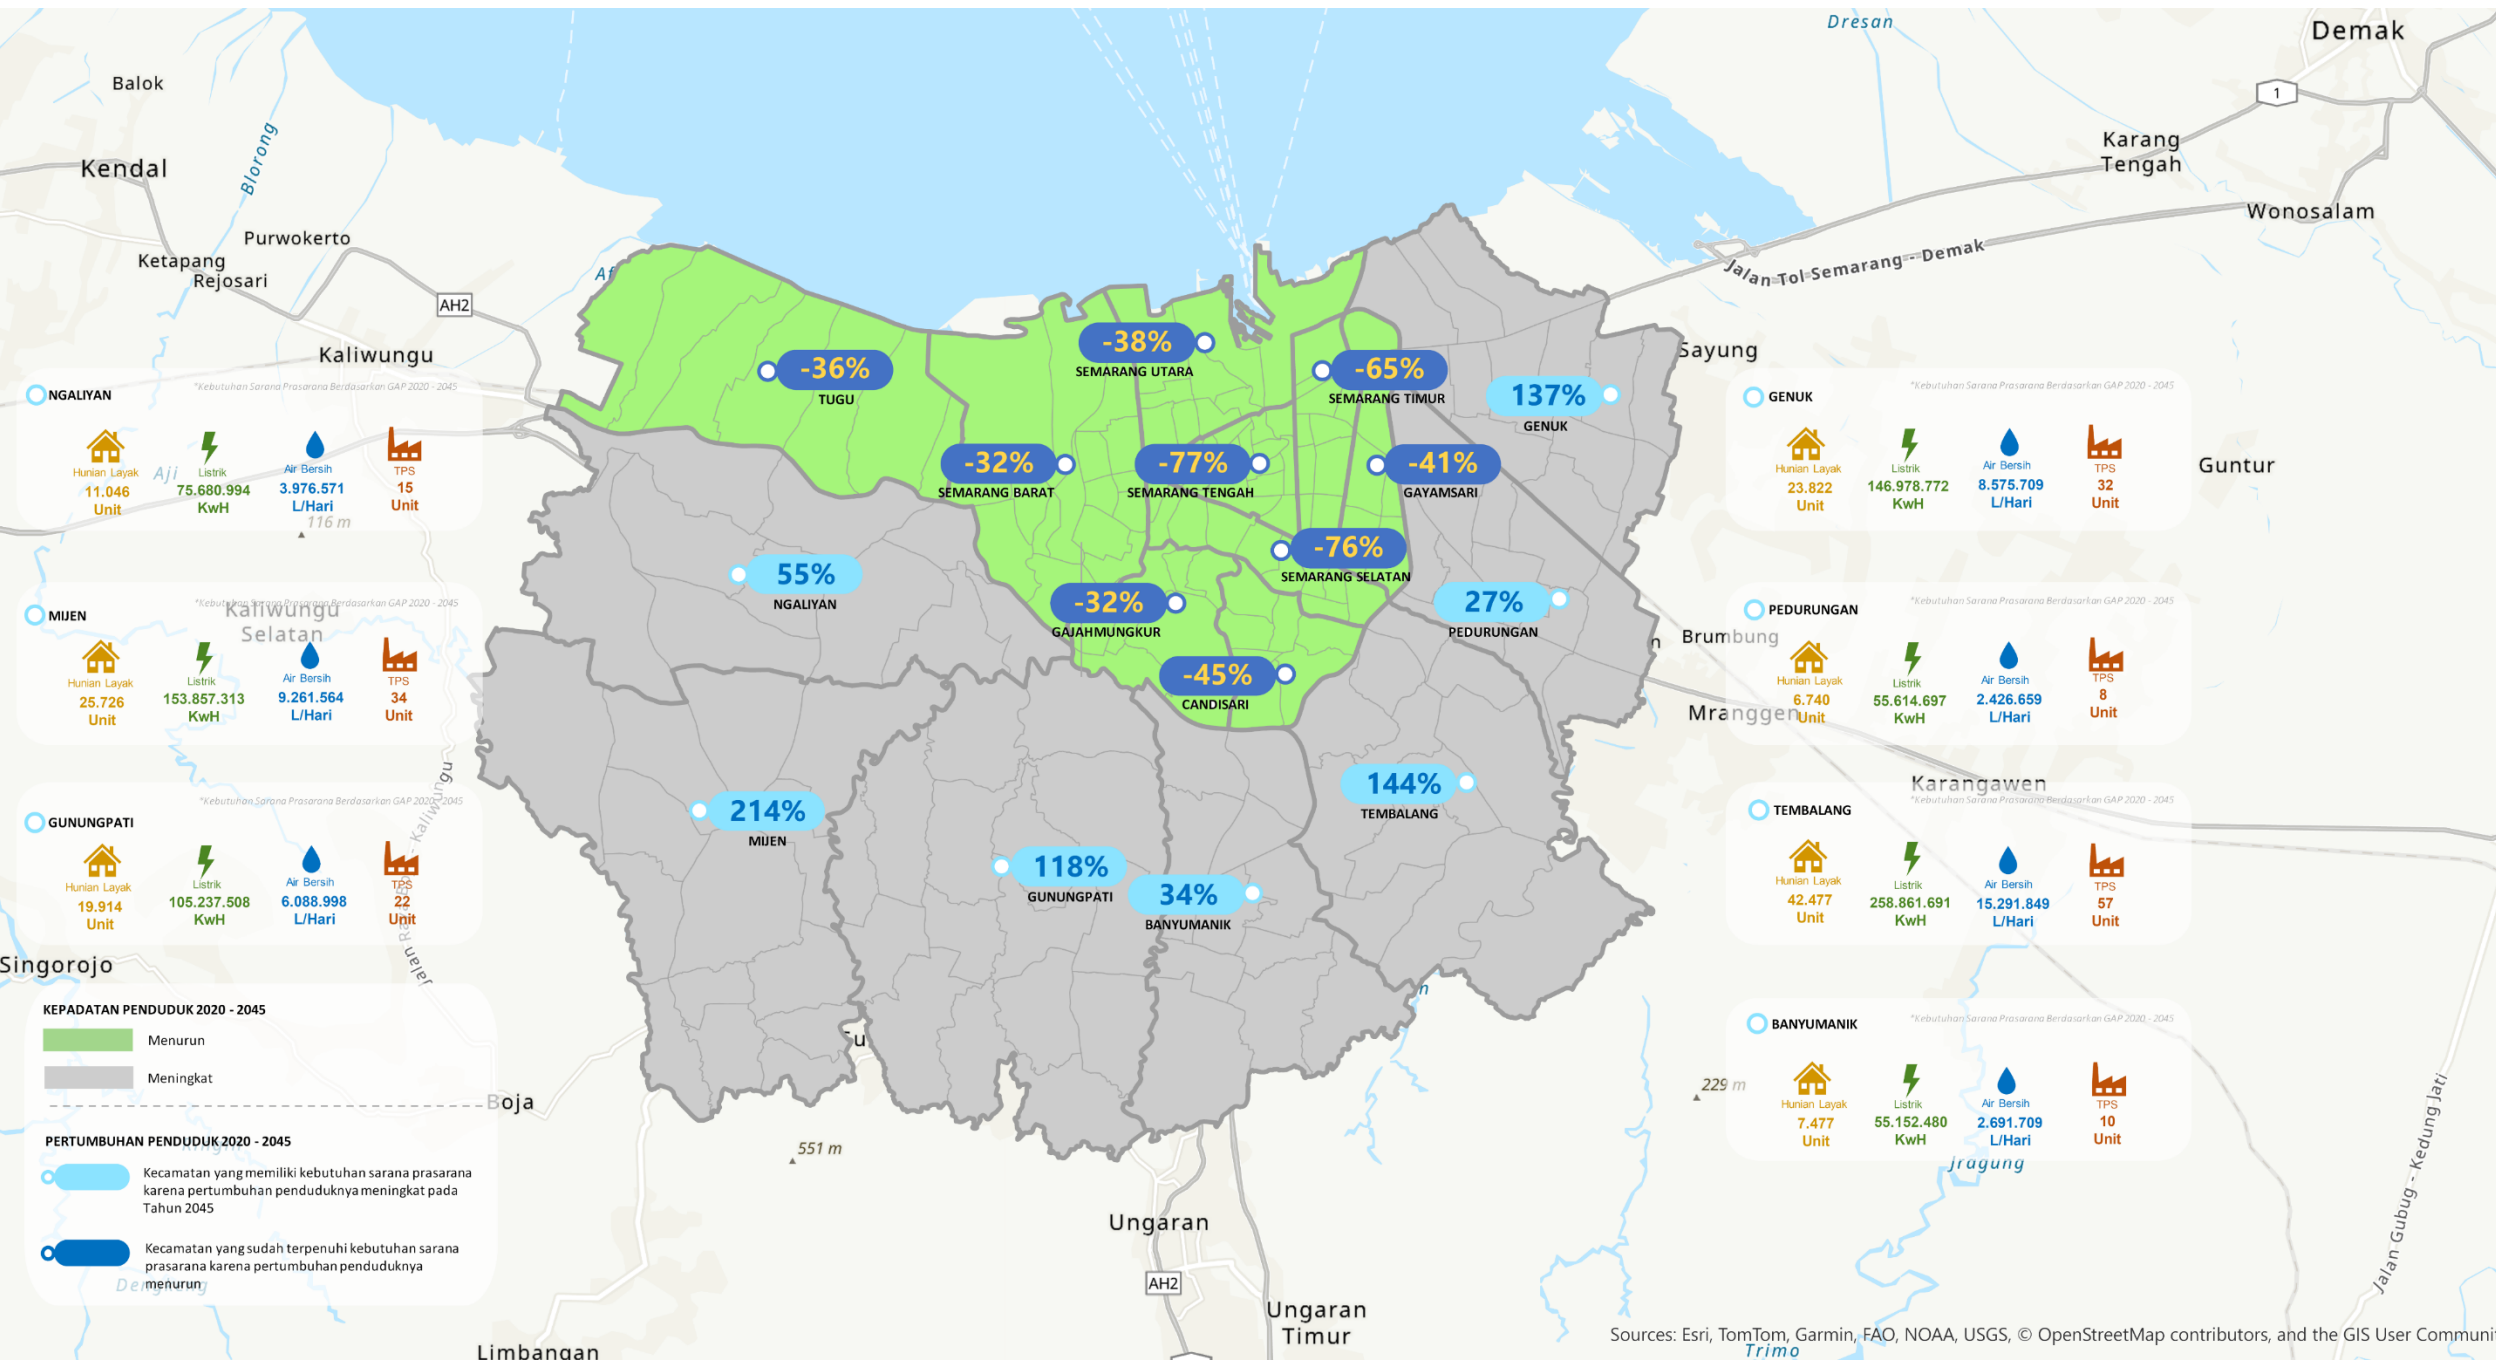 Dresan
Demak
Balok
1
Blorong
Kendal
Karang
Tengah
Wonosalam
Purwokerto
Ketapang
Rejosari
Jalan Tol Semarang - Demak
AH2
Kaliwungu
Sayung
Guntur
-38%
SEMARANG UTARA
-36%
TUGU
-65%
SEMARANG TIMUR
137%
GENUK
-32%
SEMARANG BARAT
-77%
SEMARANG TENGAH
-41%
GAYAMSARI
-76%
SEMARANG SELATAN
55%
NGALIYAN
-32%
GAJAHMUNGKUR
27%
PEDURUNGAN
-45%
CANDISARI
144%
TEMBALANG
214%
MIJEN
118%
GUNUNGPATI
34%
BANYUMANIK
NGALIYAN
*Kebutuhan Sarana Prasarana Berdasarkan GAP 2020 - 2045
Hunian Layak
11.046
Unit
Listrik
75.680.994
KwH
Air Bersih
3.976.571
L/Hari
TPS
15
Unit
Aji
116 m
MIJEN
*Kebutuhan Sarana Prasarana Berdasarkan GAP 2020 - 2045
Kaliwungu
Selatan
Hunian Layak
25.726
Unit
Listrik
153.857.313
KwH
Air Bersih
9.261.564
L/Hari
TPS
34
Unit
GUNUNGPATI
*Kebutuhan Sarana Prasarana Berdasarkan GAP 2020 - 2045
Hunian Layak
19.914
Unit
Listrik
105.237.508
KwH
Air Bersih
6.088.998
L/Hari
TPS
22
Unit
Singorojo
GENUK
*Kebutuhan Sarana Prasarana Berdasarkan GAP 2020 - 2045
Hunian Layak
23.822
Unit
Listrik
146.978.772
KwH
Air Bersih
8.575.709
L/Hari
TPS
32
Unit
PEDURUNGAN
*Kebutuhan Sarana Prasarana Berdasarkan GAP 2020 - 2045
Brumbung
Hunian Layak
6.740
Unit
Listrik
55.614.697
KwH
Air Bersih
2.426.659
L/Hari
TPS
8
Unit
Mranggen
Karangawen
TEMBALANG
*Kebutuhan Sarana Prasarana Berdasarkan GAP 2020 - 2045
Hunian Layak
42.477
Unit
Listrik
258.861.691
KwH
Air Bersih
15.291.849
L/Hari
TPS
57
Unit
BANYUMANIK
*Kebutuhan Sarana Prasarana Berdasarkan GAP 2020 - 2045
Hunian Layak
7.477
Unit
Listrik
55.152.480
KwH
Air Bersih
2.691.709
L/Hari
TPS
10
Unit
229 m
Jragung
Jalan Gubug - Kedung Jati
KEPADATAN PENDUDUK 2020 - 2045
Menurun
Meningkat
Boja
PERTUMBUHAN PENDUDUK 2020 - 2045
Kecamatan yang memiliki kebutuhan sarana prasarana
karena pertumbuhan penduduknya meningkat pada
Tahun 2045
Kecamatan yang sudah terpenuhi kebutuhan sarana
prasarana karena pertumbuhan penduduknya
menurun
551 m
Ungaran
AH2
Ungaran
Timur
Limbangan
Sources: Esri, TomTom, Garmin, FAO, NOAA, USGS, © OpenStreetMap contributors, and the GIS User
Trimo